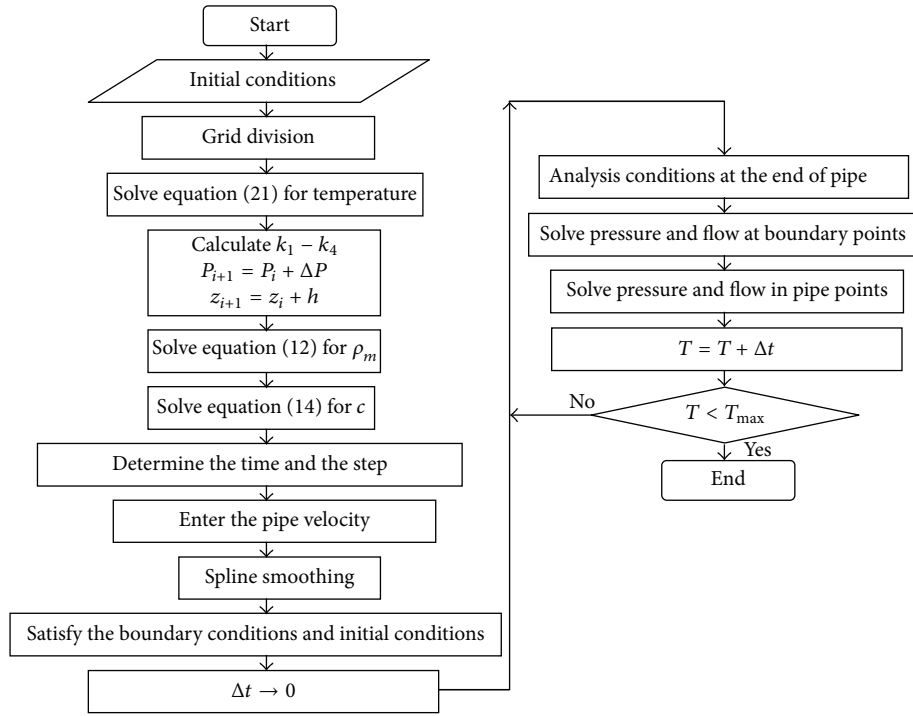 Start
Initial conditions
Grid division
Solve equation (21) for temperature
Calculate k₁ − k₄
Pᵢ₊₁ = Pᵢ + ΔP
zᵢ₊₁ = zᵢ + h
Solve equation (12) for ρₘ
Solve equation (14) for c
Determine the time and the step
Enter the pipe velocity
Spline smoothing
Satisfy the boundary conditions and initial conditions
Δt → 0
Analysis conditions at the end of pipe
Solve pressure and flow at boundary points
Solve pressure and flow in pipe points
T = T + Δt
No
T < Tmax
Yes
End